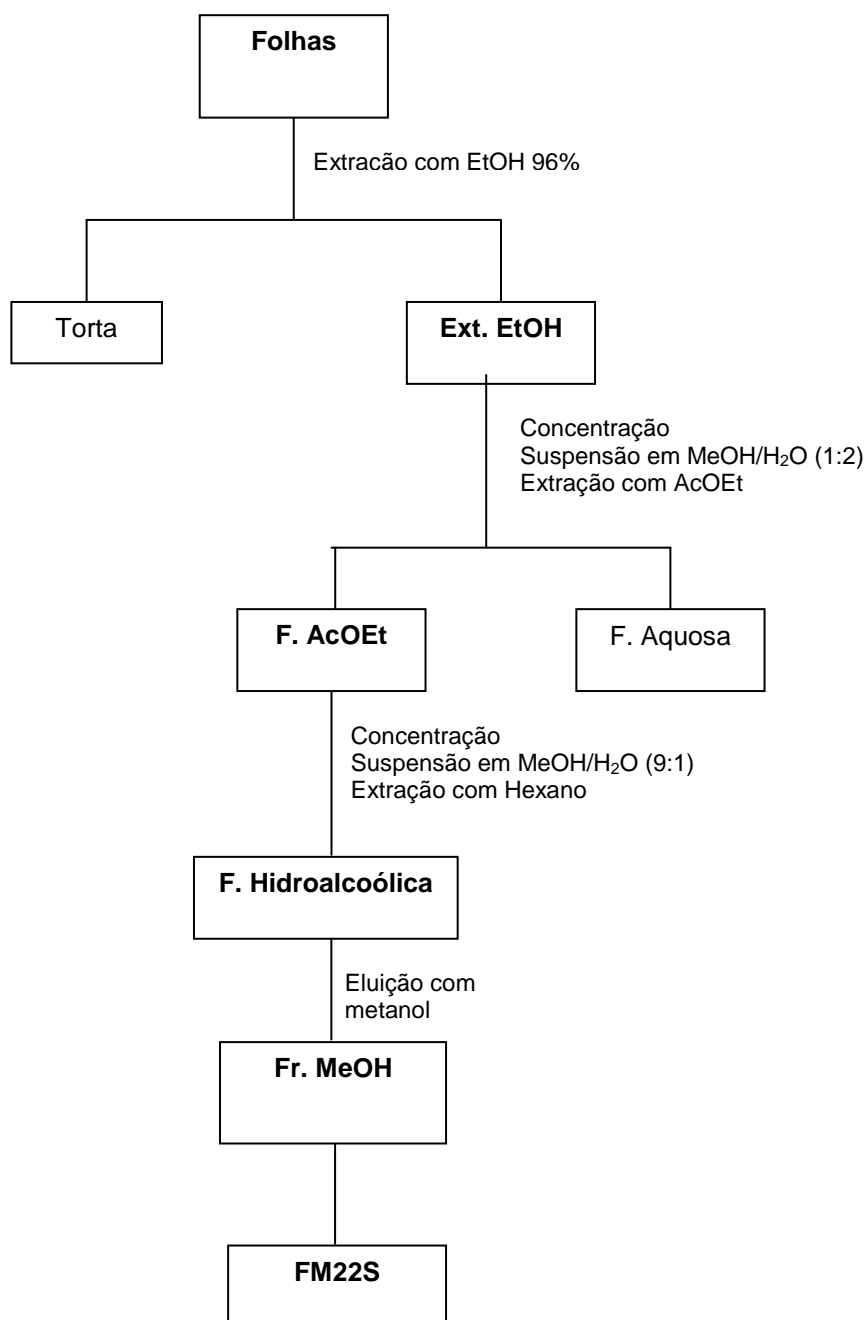 Folhas
Extracão com EtOH 96%
Torta
Ext. EtOH
Concentração
Suspensão em MeOH/H₂O (1:2)
Extração com AcOEt
F. AcOEt
F. Aquosa
Concentração
Suspensão em MeOH/H₂O (9:1)
Extração com Hexano
F. Hidroalcoólica
Eluição com
metanol
Fr. MeOH
FM22S